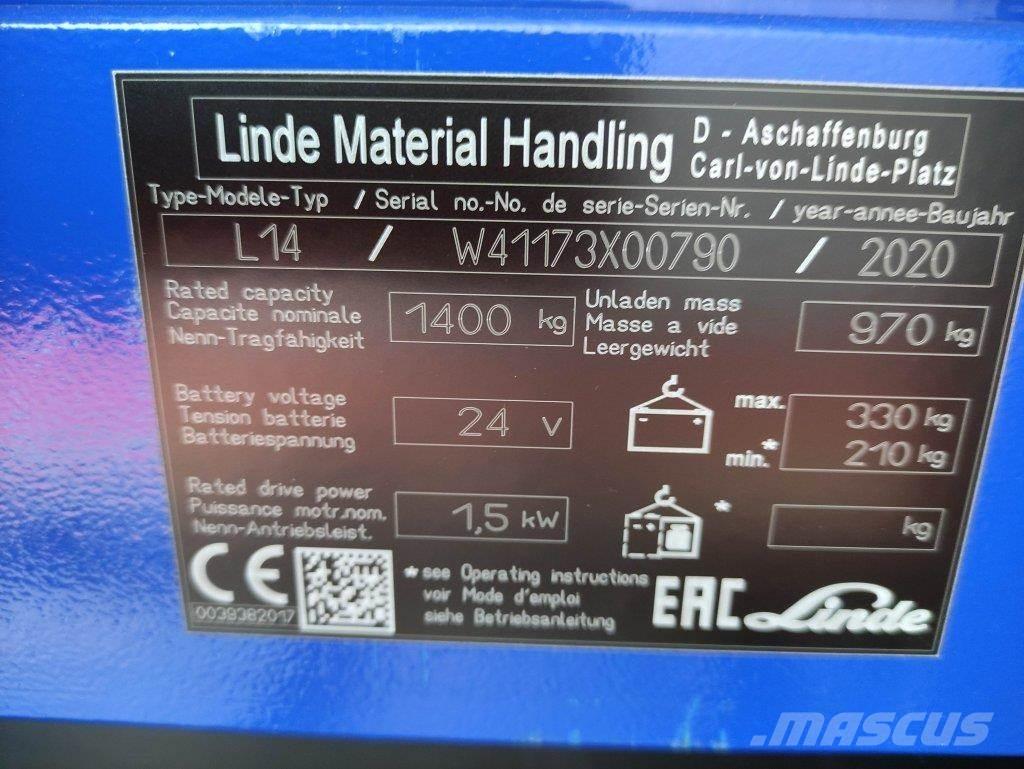 Linde Material Handling D - Aschaffenburg
Carl-von-Linde-Platz
Type-Modele-Typ / Serial no.-No. de serie-Serien-Nr. / year-annee-Baujahr
L14 / W41173X00790 / 2020
Rated capacity
Capacite nominale
Nenn-Tragfähigkeit
1400 kg
Unladen mass
Masse a vide
Leergewicht
970 kg
Battery voltage
Tension batterie
Batteriespannung
24 V
max. 330 kg
min.* 210 kg
Rated drive power
Puissance motr.nom.
Nenn-Antriebsleist.
1,5 kW
* kg
CE
0039382017
* see Operating instructions
voir Mode d'emploi
siehe Betriebsanleitung
EAC Linde
MASCUS